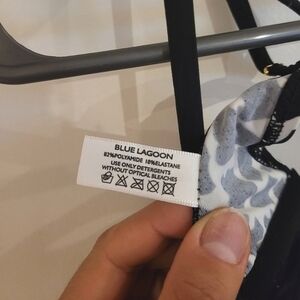 BLUE LAGOON
82%POLYAMIDE 18%ELASTANE
USE ONLY DETERGENTS
WITHOUT OPTICAL BLEACHES